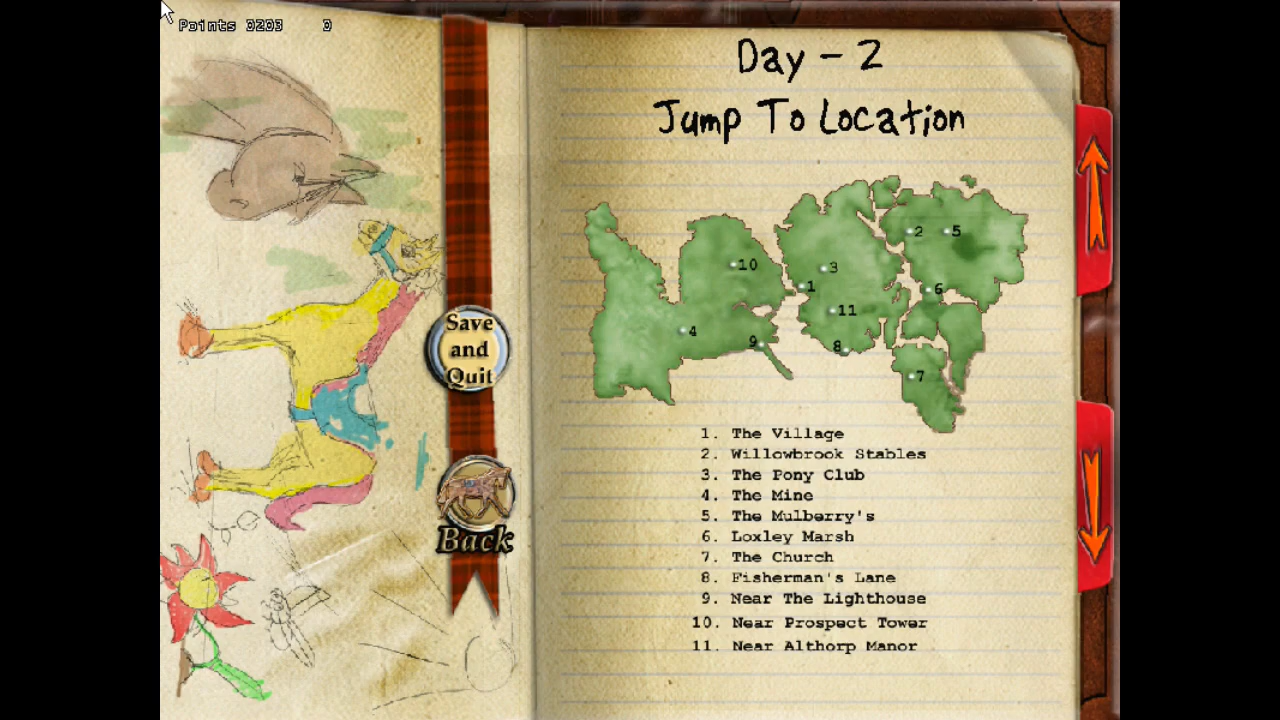 Points 0203 0
Day - 2
Jump To Location
2
5
10
3
1
6
11
4
9
8
7
Save
and
Quit
Back
1. The Village
2. Willowbrook Stables
3. The Pony Club
4. The Mine
5. The Mulberry's
6. Loxley Marsh
7. The Church
8. Fisherman's Lane
9. Near The Lighthouse
10. Near Prospect Tower
11. Near Althorp Manor